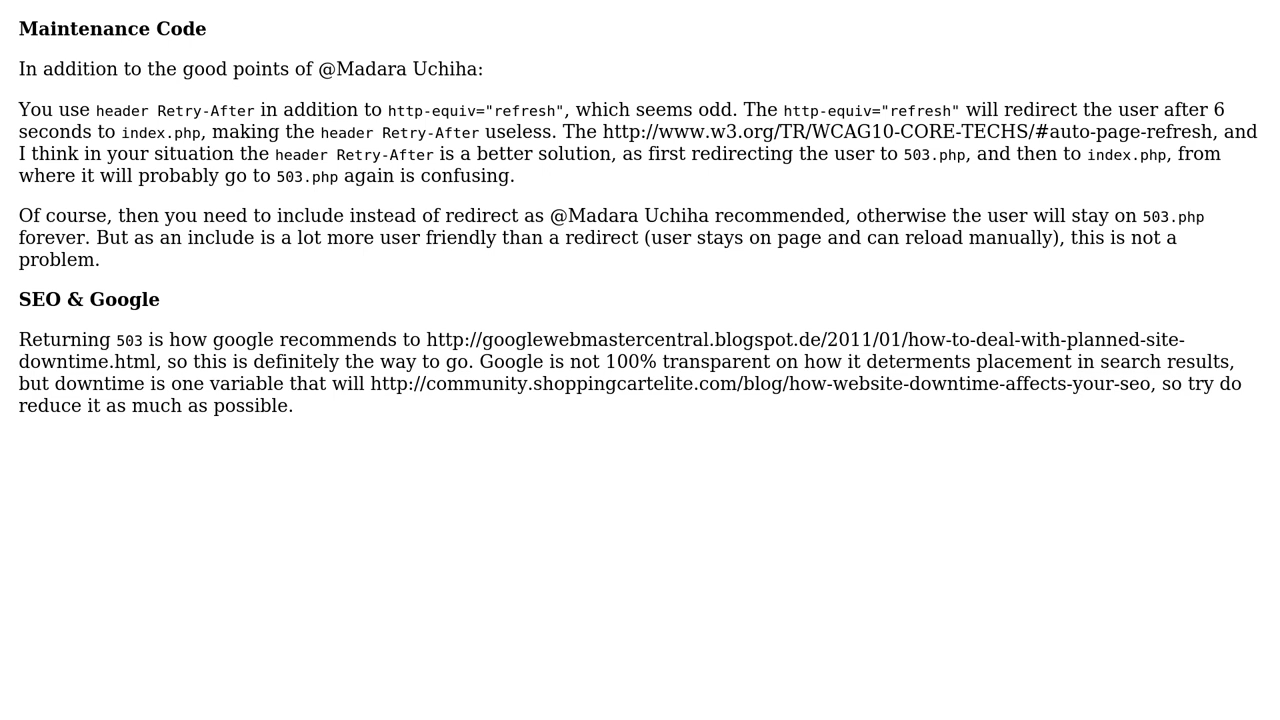 Maintenance Code
In addition to the good points of @Madara Uchiha:
You use header Retry-After in addition to http-equiv="refresh", which seems odd. The http-equiv="refresh" will redirect the user after 6
seconds to index.php, making the header Retry-After useless. The http://www.w3.org/TR/WCAG10-CORE-TECHS/#auto-page-refresh, and
I think in your situation the header Retry-After is a better solution, as first redirecting the user to 503.php, and then to index.php, from
where it will probably go to 503.php again is confusing.
Of course, then you need to include instead of redirect as @Madara Uchiha recommended, otherwise the user will stay on 503.php
forever. But as an include is a lot more user friendly than a redirect (user stays on page and can reload manually), this is not a
problem.
SEO & Google
Returning 503 is how google recommends to http://googlewebmastercentral.blogspot.de/2011/01/how-to-deal-with-planned-site-
downtime.html, so this is definitely the way to go. Google is not 100% transparent on how it determents placement in search results,
but downtime is one variable that will http://community.shoppingcartelite.com/blog/how-website-downtime-affects-your-seo, so try do
reduce it as much as possible.